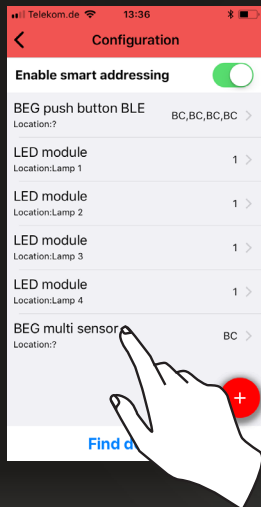 Telekom.de 13:36
Configuration
Enable smart addressing
BEG push button BLE BC,BC,BC,BC
Location:?
LED module 1
Location:Lamp 1
LED module 1
Location:Lamp 2
LED module 1
Location:Lamp 3
LED module 1
Location:Lamp 4
BEG multi sensor BC
Location:?
+
Find